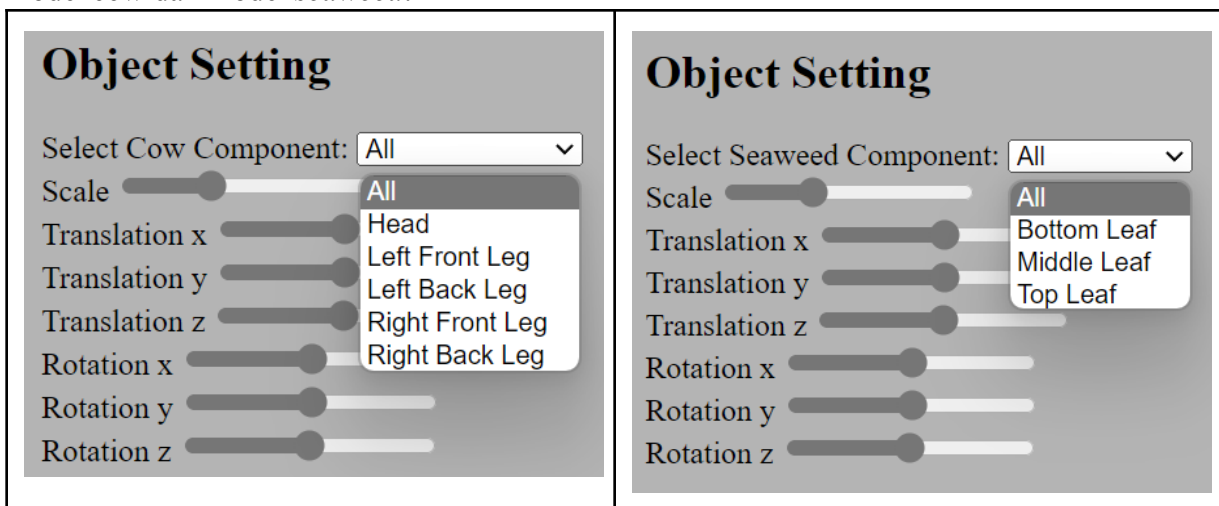 Object Setting
Select Cow Component: All
Scale
All
Translation x
Head
Translation y
Left Front Leg
Left Back Leg
Translation z
Right Front Leg
Rotation x
Right Back Leg
Rotation y
Rotation z
Object Setting
Select Seaweed Component: All
Scale
All
Translation x
Bottom Leaf
Translation y
Middle Leaf
Top Leaf
Translation z
Rotation x
Rotation y
Rotation z